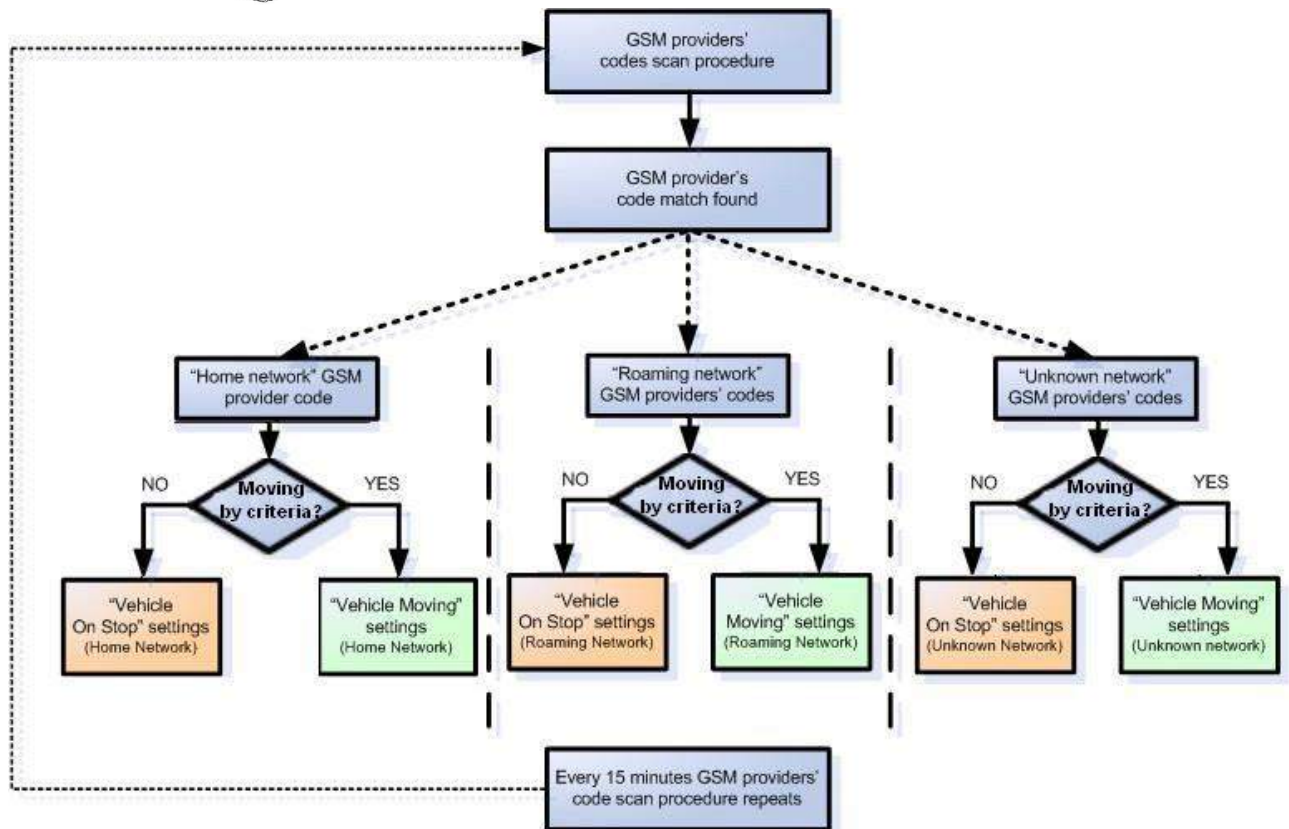 GSM providers'
codes scan procedure
GSM provider's
code match found
"Home network" GSM
provider code
"Roaming network"
GSM providers' codes
"Unknown network"
GSM providers' codes
NO
Moving
by criteria?
YES
NO
Moving
by criteria?
YES
NO
Moving
by criteria?
YES
"Vehicle
On Stop" settings
(Home Network)
"Vehicle Moving"
settings
(Home Network)
"Vehicle
On Stop" settings
(Roaming Network)
"Vehicle
Moving" settings
(Roaming Network)
"Vehicle
On Stop" settings
(Unknown Network)
"Vehicle Moving"
settings
(Unknown network)
Every 15 minutes GSM providers'
code scan procedure repeats